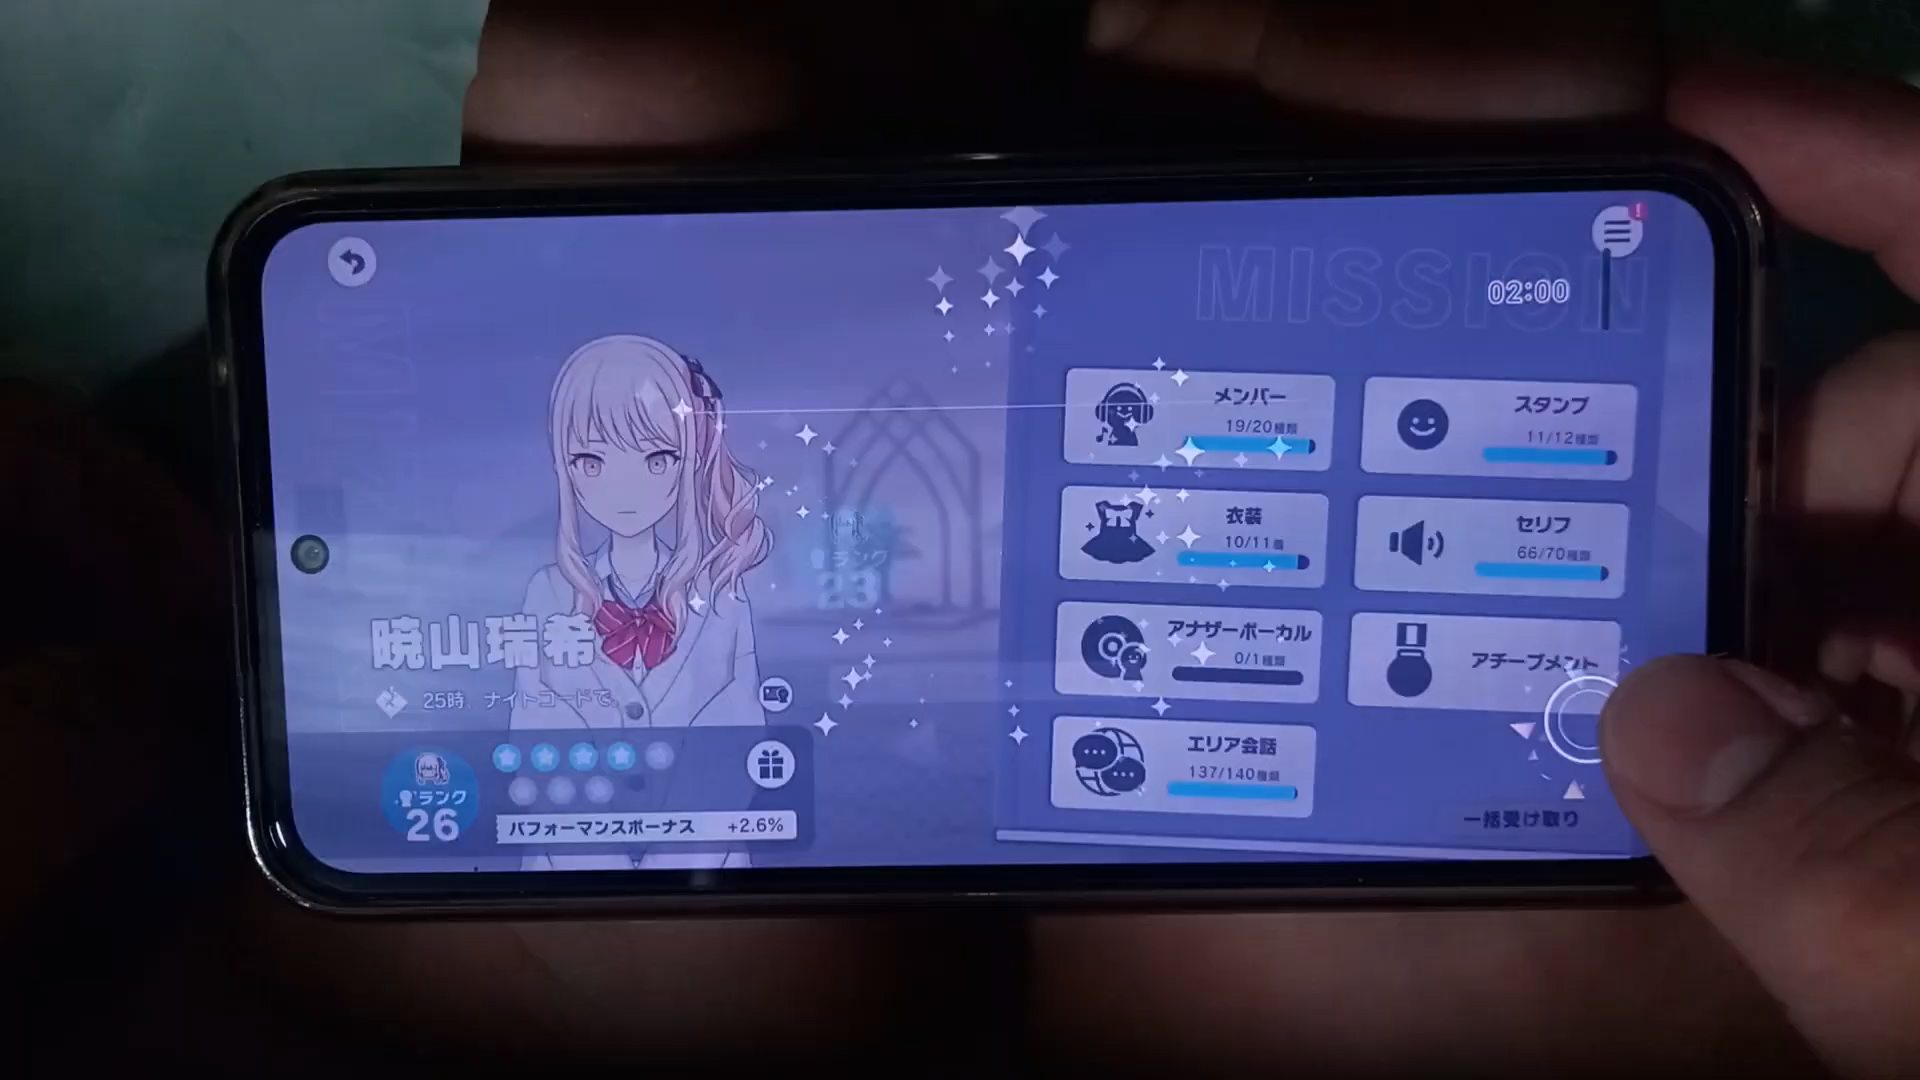 MISSION
02:00
メンバー
19/20種類
スタンプ
11/12種類
衣装
10/11着
セリフ
66/70種類
アナザーボーカル
0/1種類
アチーブメント
エリア会話
137/140種類
一括受け取り
ランク
23
暁山瑞希
25時、ナイトコードで。
ランク
26
パフォーマンスボーナス +2.6%